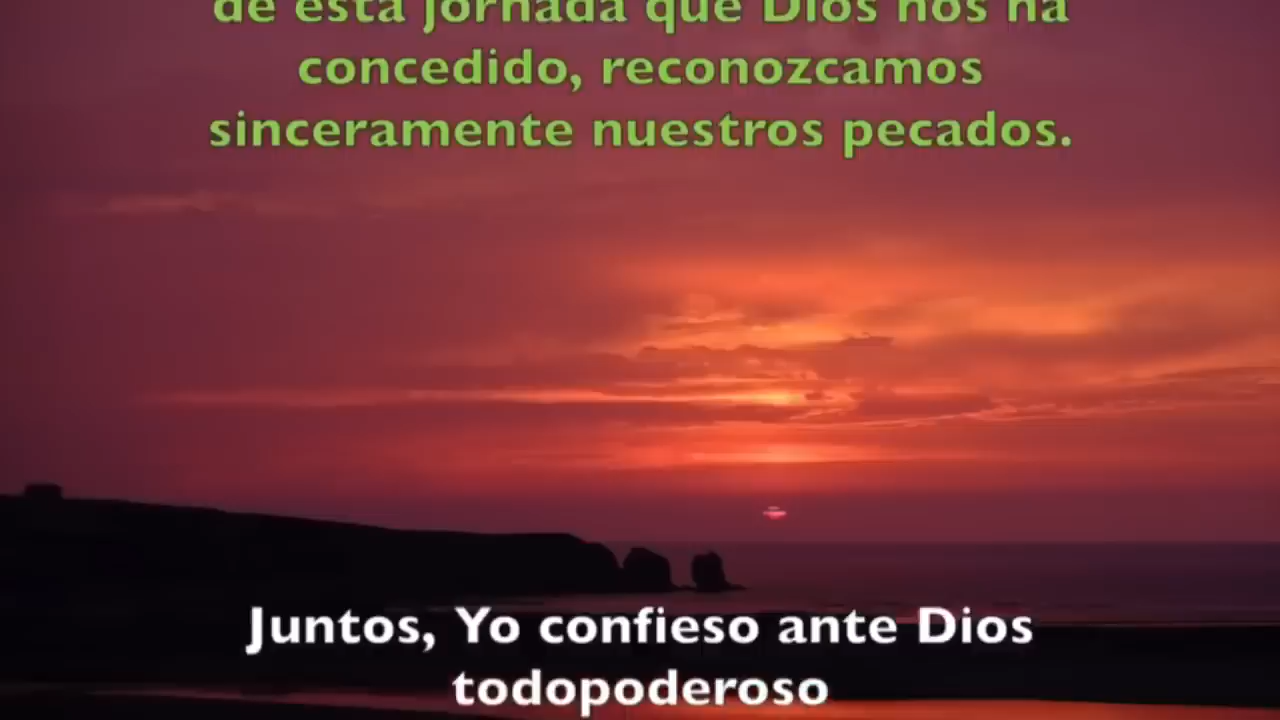 de esta jornada que Dios nos ha
concedido, reconozcamos
sinceramente nuestros pecados.
Juntos, Yo confieso ante Dios
todopoderoso